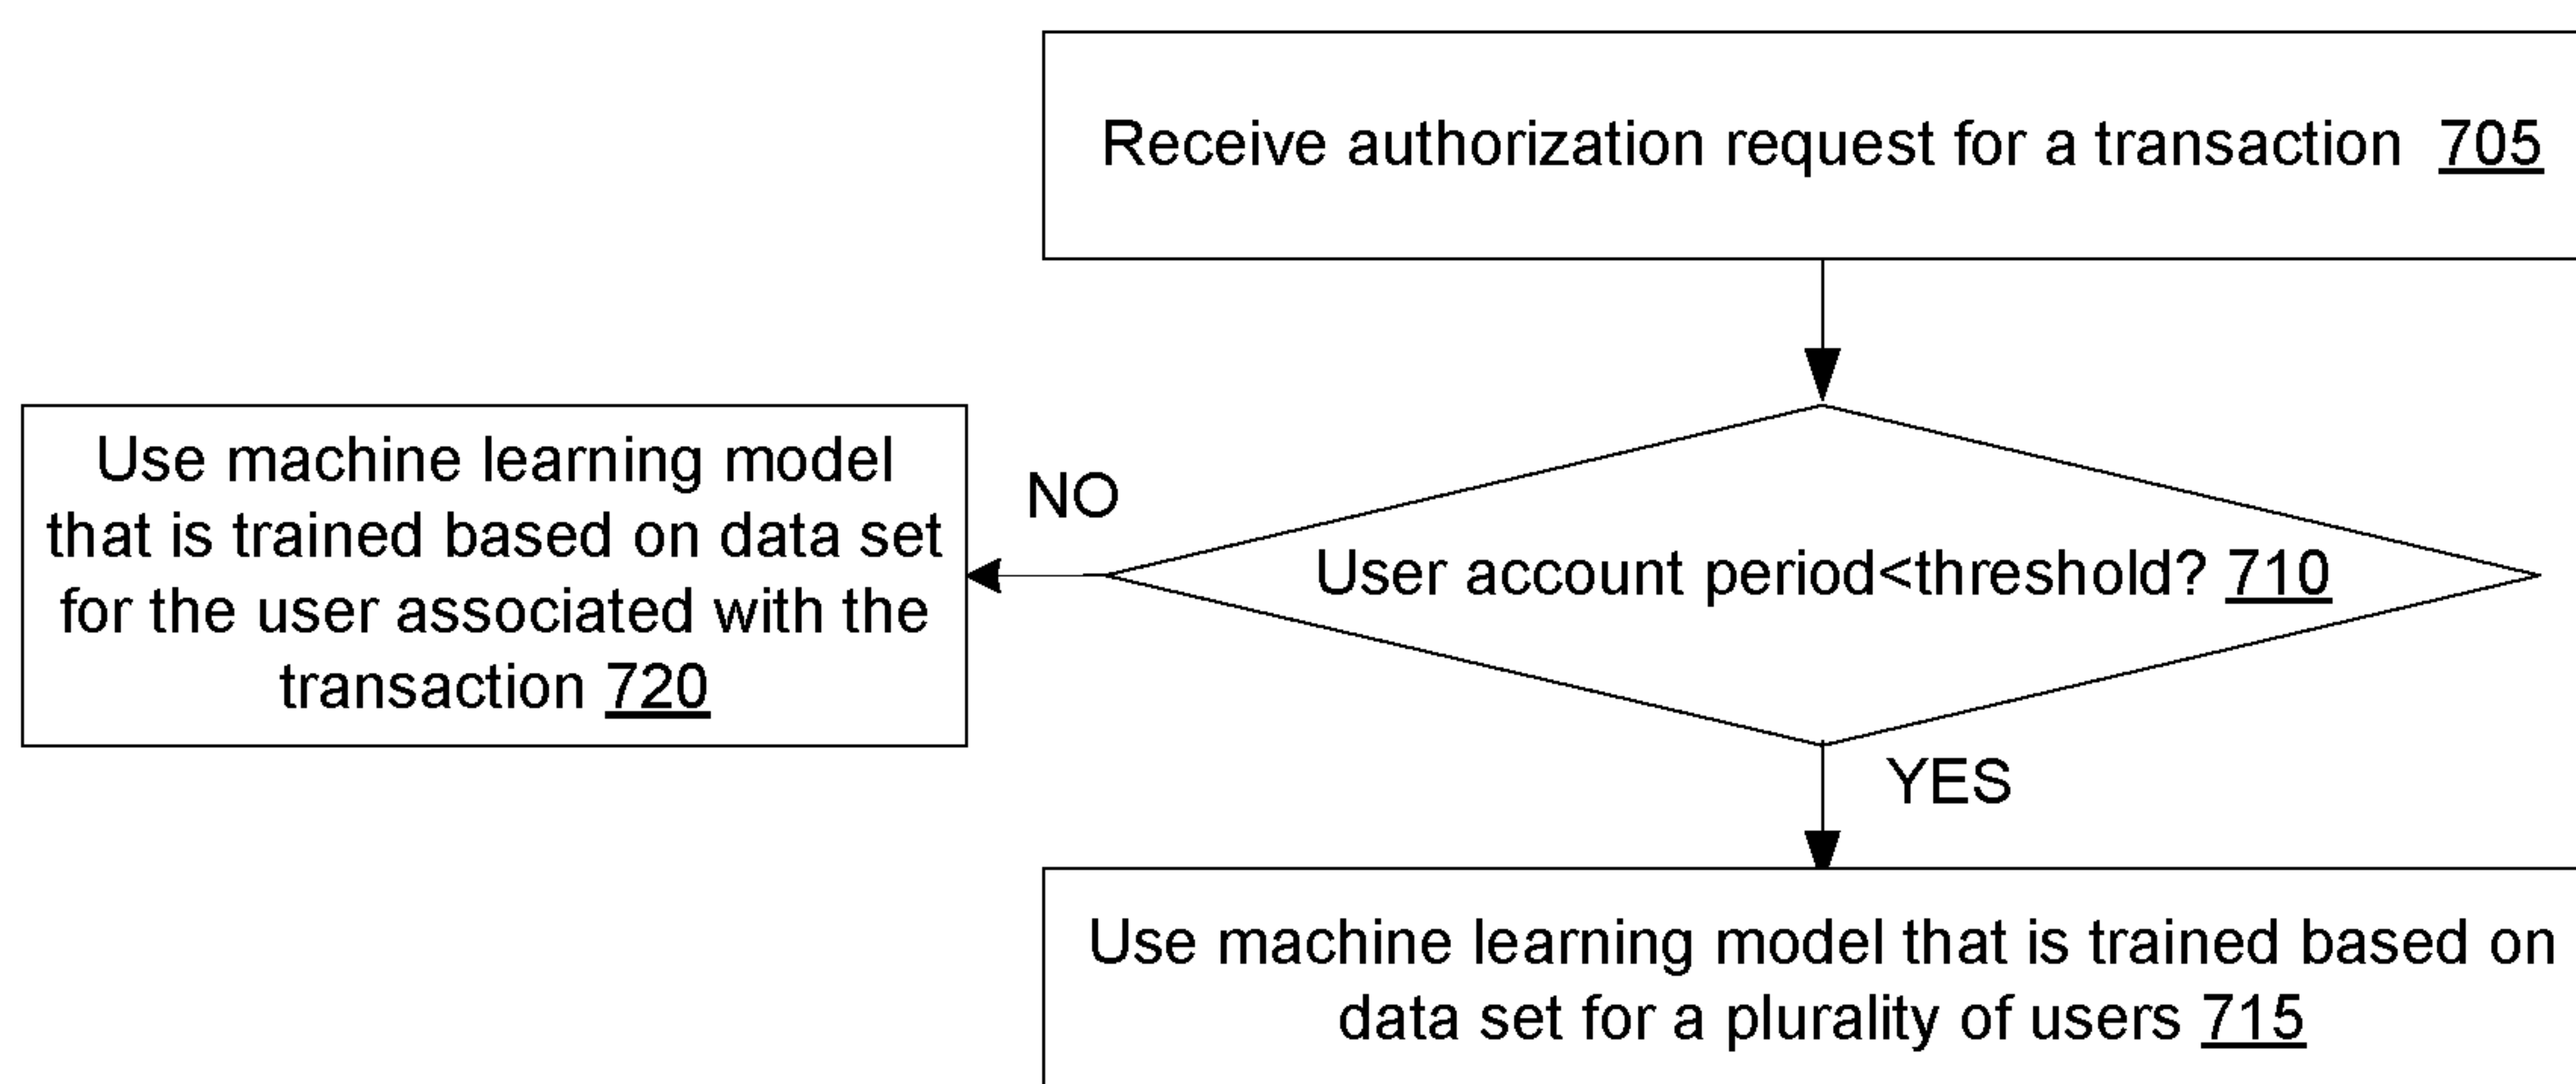 Receive authorization request for a transaction 705
User account period<threshold? 710
NO
Use machine learning model
that is trained based on data set
for the user associated with the
transaction 720
YES
Use machine learning model that is trained based on
data set for a plurality of users 715